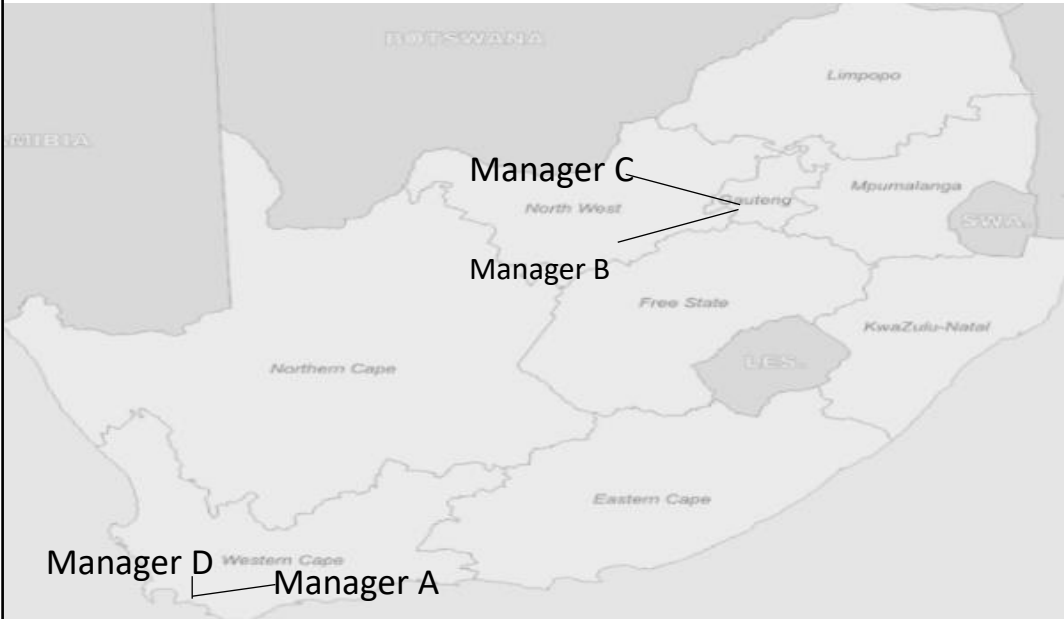 BOTSWANA
Limpopo
AMIBIA
Manager C
Mpumalanga
Gauteng
North West
SWA.
Manager B
Free State
KwaZulu-Natal
LES.
Northern Cape
Eastern Cape
Manager D
Western Cape
Manager A